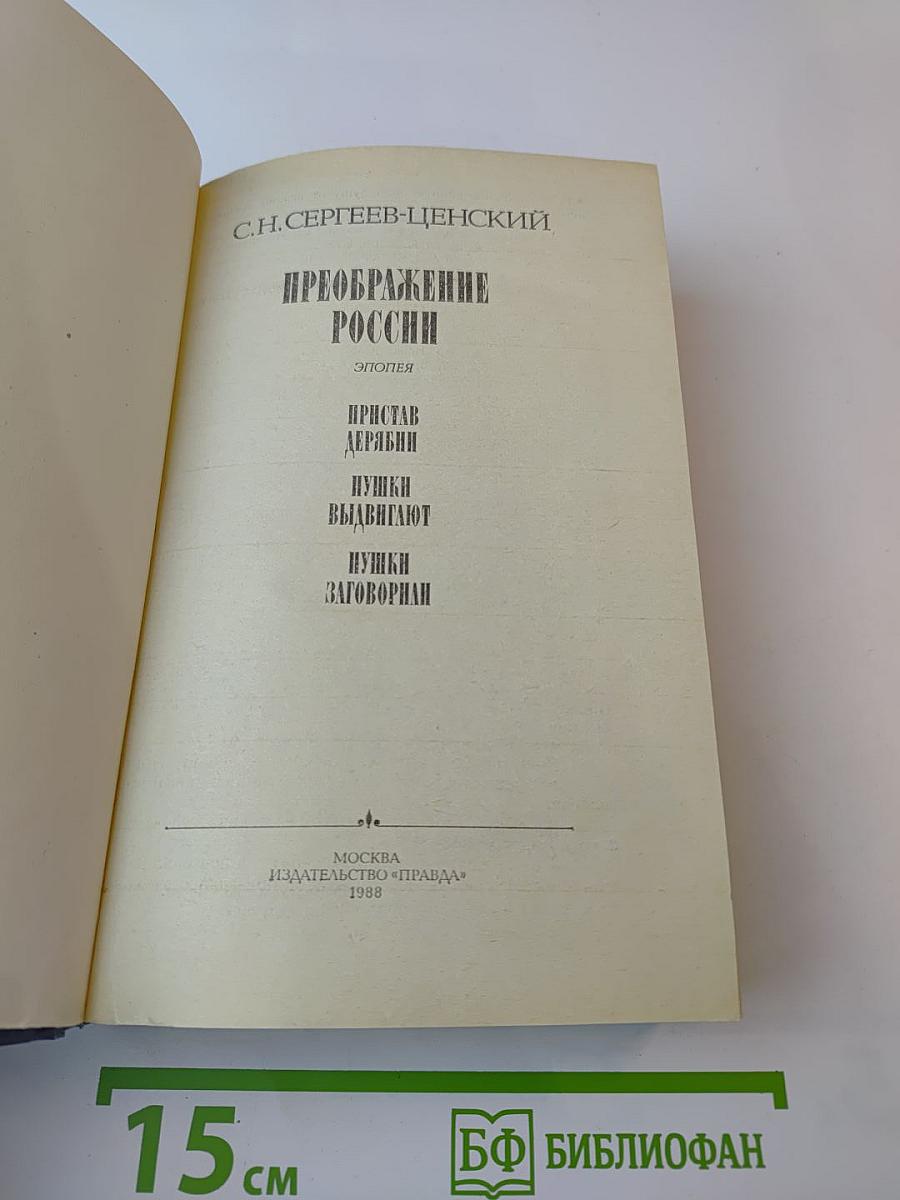 С. Н. СЕРГЕЕВ-ЦЕНСКИЙ
ПРЕОБРАЖЕНИЕ
РОССИИ
ЭПОПЕЯ
ПРИСТАВ
ДЕРЯБИН
ПУШКИ
ВЫДВИГАЮТ
ПУШКИ
ЗАГОВОРИЛИ
МОСКВА
ИЗДАТЕЛЬСТВО «ПРАВДА»
1988
15 см
БФ БИБЛИОФАН